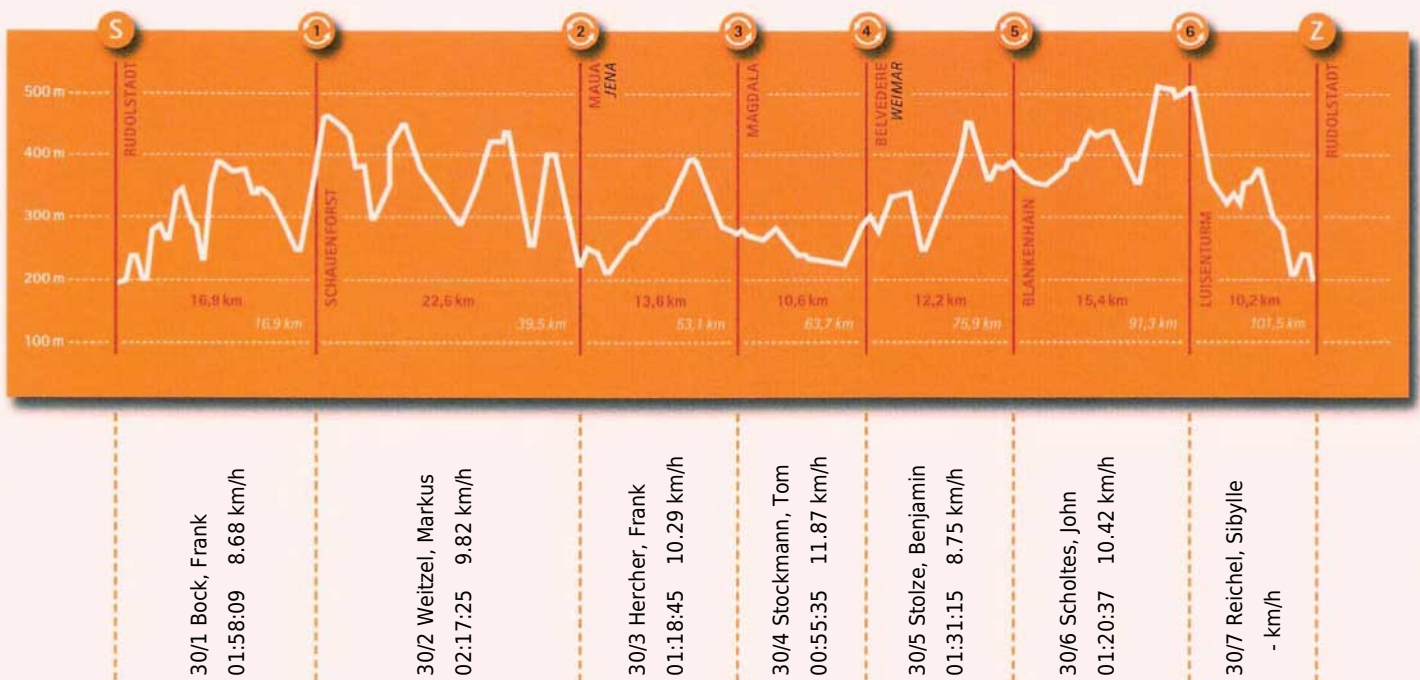 S
1
2
3
4
5
6
Z
500 m
400 m
300 m
200 m
100 m
RUDOLSTADT
SCHAUENFORST
MAUA
JENA
MAGDALA
BELVEDERE
WEIMAR
BLANKENHAIN
LUISENTURM
RUDOLSTADT
16,9 km
22,6 km
13,6 km
10,6 km
12,2 km
15,4 km
10,2 km
16,9 km
39,5 km
53,1 km
63,7 km
75,9 km
91,3 km
101,5 km
30/1 Bock, Frank
01:58:09 8.68 km/h
30/2 Weitzel, Markus
02:17:25 9.82 km/h
30/3 Hercher, Frank
01:18:45 10.29 km/h
30/4 Stockmann, Tom
00:55:35 11.87 km/h
30/5 Stolze, Benjamin
01:31:15 8.75 km/h
30/6 Scholtes, John
01:20:37 10.42 km/h
30/7 Reichel, Sibylle
- km/h